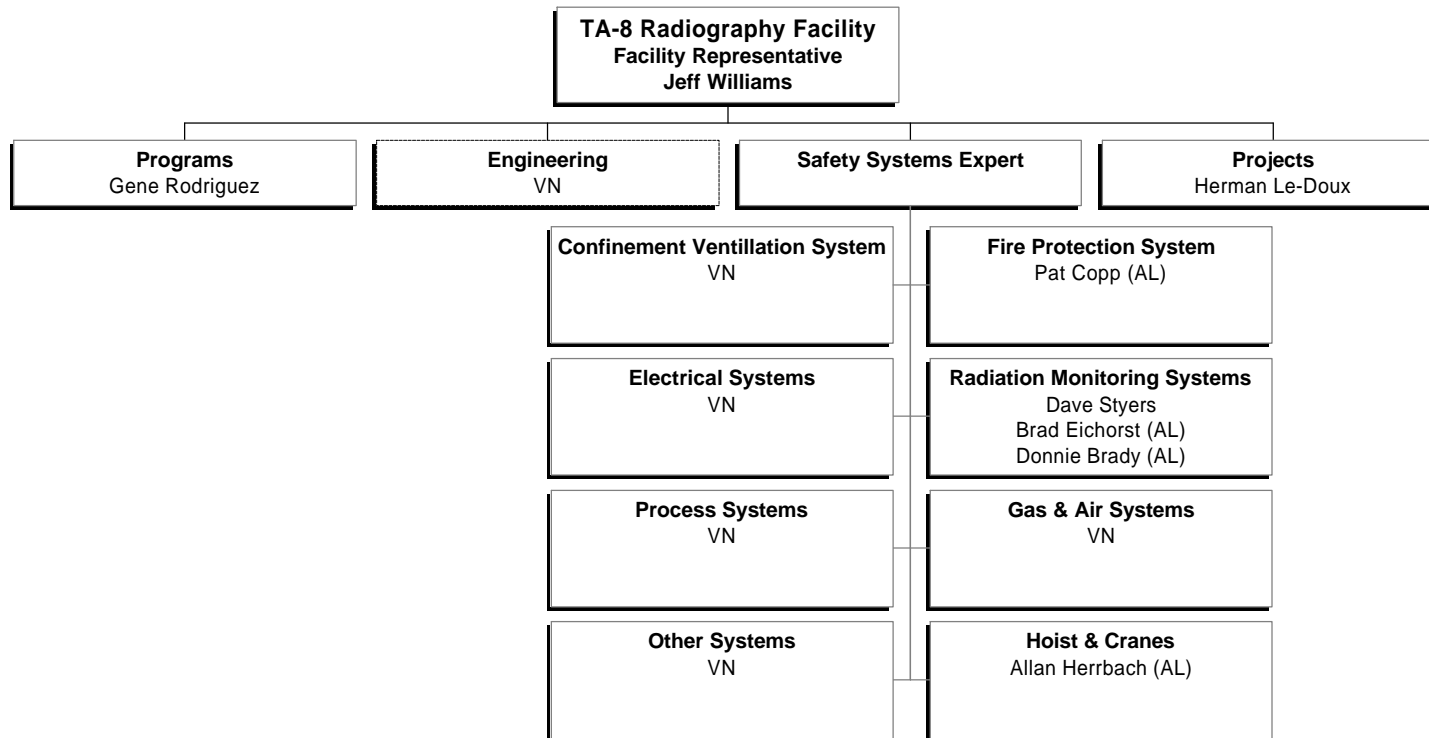 TA-8 Radiography Facility
Facility Representative
Jeff Williams
Programs
Gene Rodriguez
Engineering
VN
Safety Systems Expert
Projects
Herman Le-Doux
Confinement Ventillation System
VN
Fire Protection System
Pat Copp (AL)
Electrical Systems
VN
Radiation Monitoring Systems
Dave Styers
Brad Eichorst (AL)
Donnie Brady (AL)
Process Systems
VN
Gas & Air Systems
VN
Other Systems
VN
Hoist & Cranes
Allan Herrbach (AL)